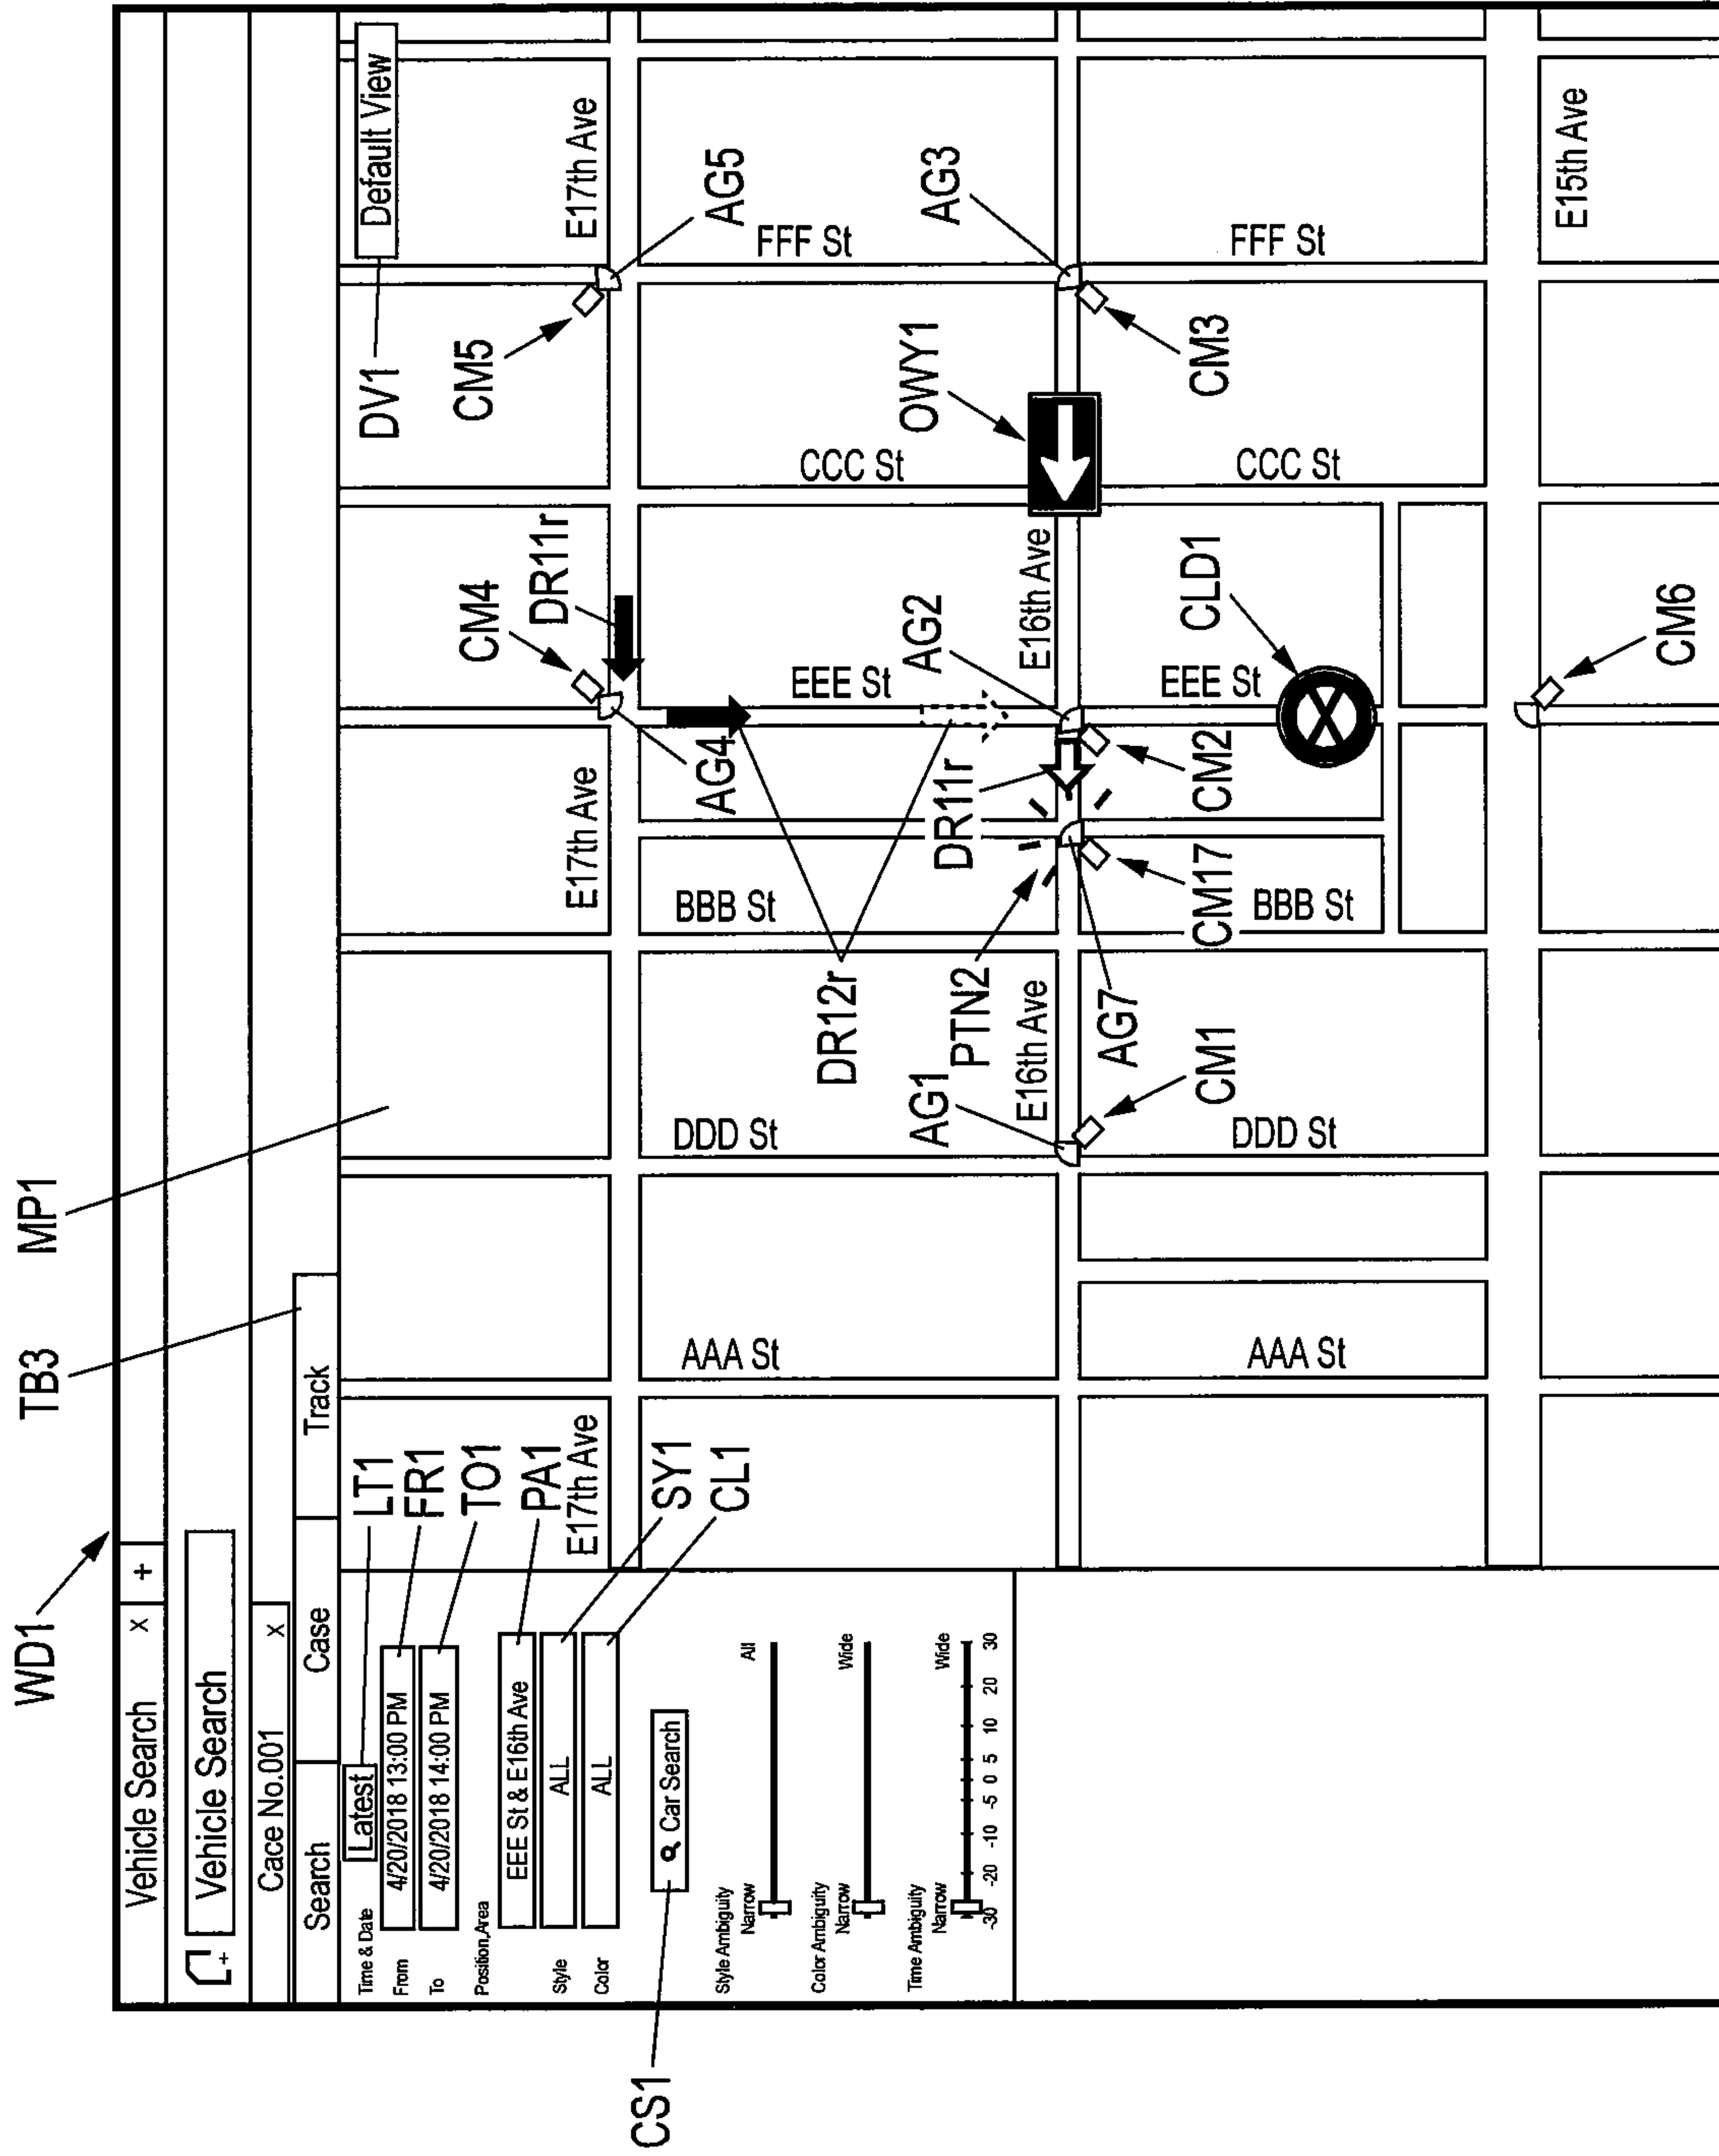 WD1
TB3
MP1
Vehicle Search x +
Vehicle Search
Cace No.001 x
Search Case Track
Time & Date Latest
LT1
From 4/20/2018 13:00 PM
FR1
To 4/20/2018 14:00 PM
TO1
Position,Area
EEE St & E16th Ave
PA1
Style ALL
SY1
Color ALL
CL1
CS1
Car Search
Style Ambiguity
Narrow All
Color Ambiguity
Narrow Wide
Time Ambiguity
Narrow Wide
-30 -20 -10 -5 0 5 10 20 30
DV1 Default View
CM4
CM5
DR11r
E17th Ave
E17th Ave
E17th Ave
AG4
AG5
AAA St
DDD St
BBB St
EEE St
CCC St
FFF St
DR12r
AG1
PTN2
DR11r
AG2
OWY1
AG3
E16th Ave
E16th Ave
AG7
CM1
CM17
CM2
CLD1
CM3
AAA St
DDD St
BBB St
EEE St
CCC St
FFF St
CM6
E15th Ave